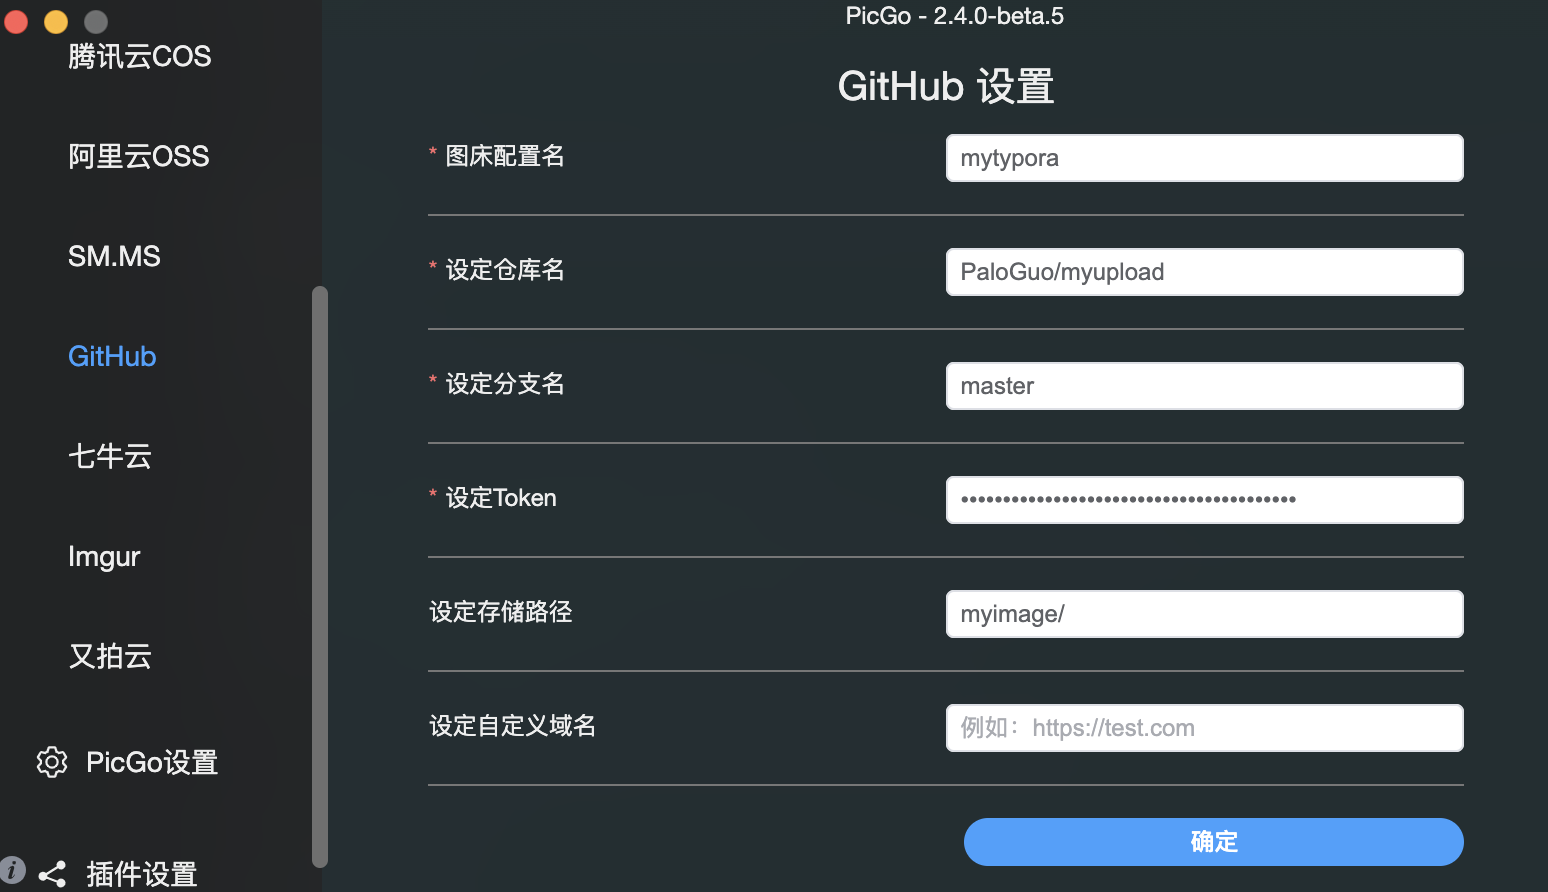 PicGo - 2.4.0-beta.5
腾讯云COS
阿里云OSS
SM.MS
GitHub
七牛云
Imgur
又拍云
PicGo设置
插件设置
GitHub 设置
* 图床配置名
mytypora
* 设定仓库名
PaloGuo/myupload
* 设定分支名
master
* 设定Token
••••••••••••••••••••••••••••••••••••••••
设定存储路径
myimage/
设定自定义域名
例如：https://test.com
确定